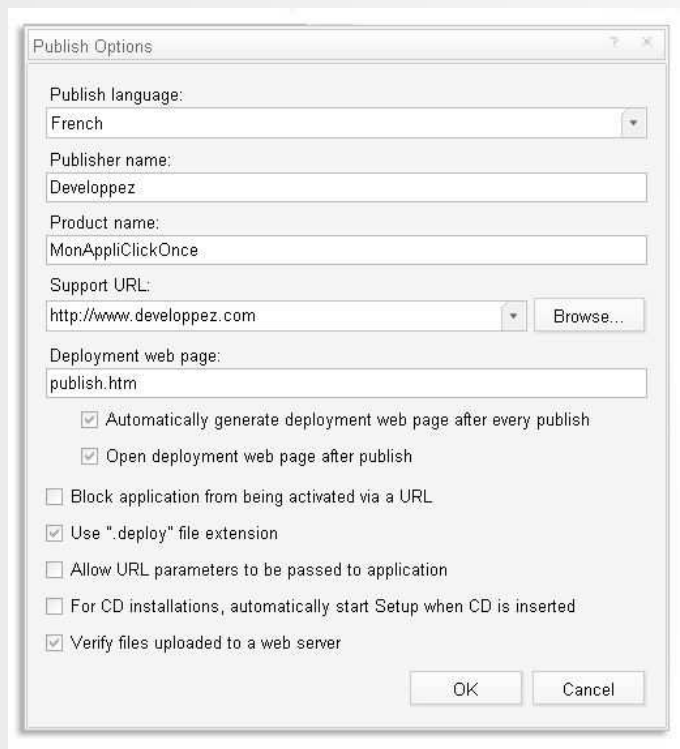 Publish Options
Publish language:
French
Publisher name:
Developpez
Product name:
MonAppliClickOnce
Support URL:
http://www.developpez.com
Browse...
Deployment web page:
publish.htm
Automatically generate deployment web page after every publish
Open deployment web page after publish
Block application from being activated via a URL
Use ".deploy" file extension
Allow URL parameters to be passed to application
For CD installations, automatically start Setup when CD is inserted
Verify files uploaded to a web server
OK
Cancel